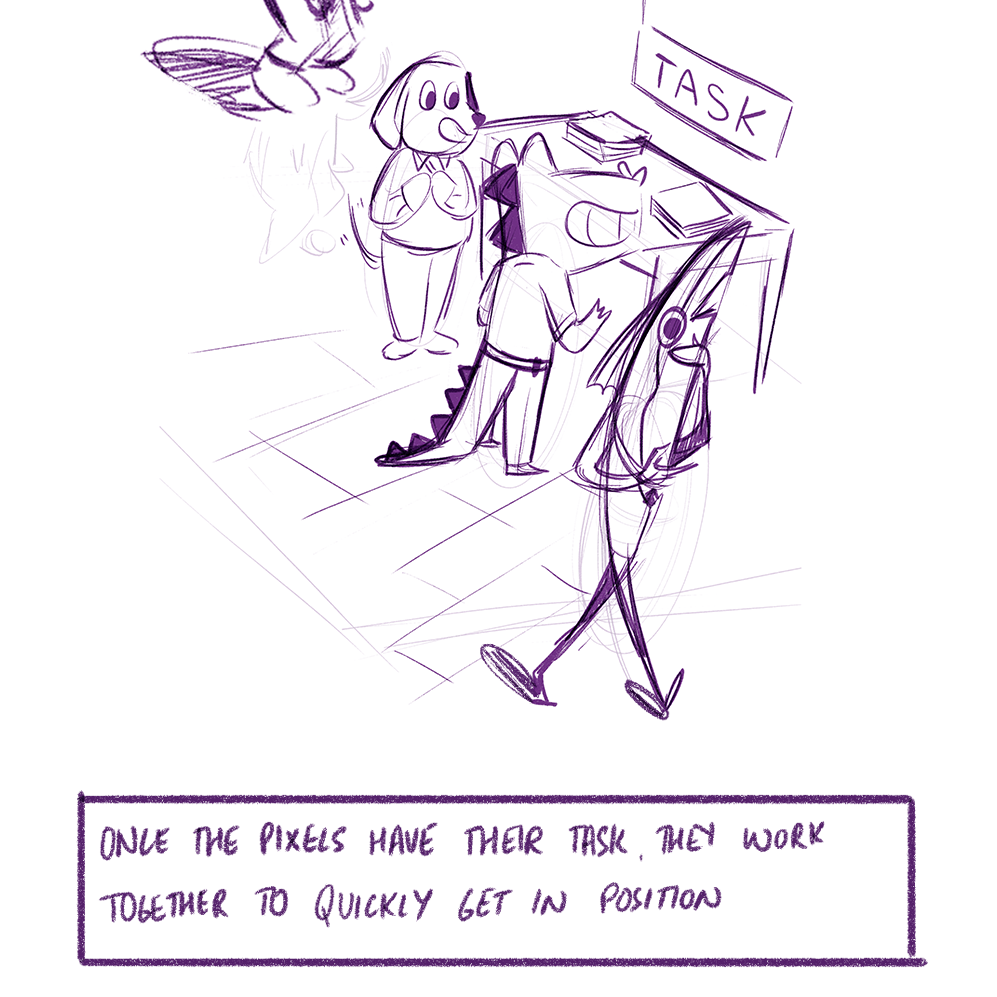 TASK
ONCE THE PIXELS HAVE THEIR TASK, THEY WORK
TOGETHER TO QUICKLY GET IN POSITION